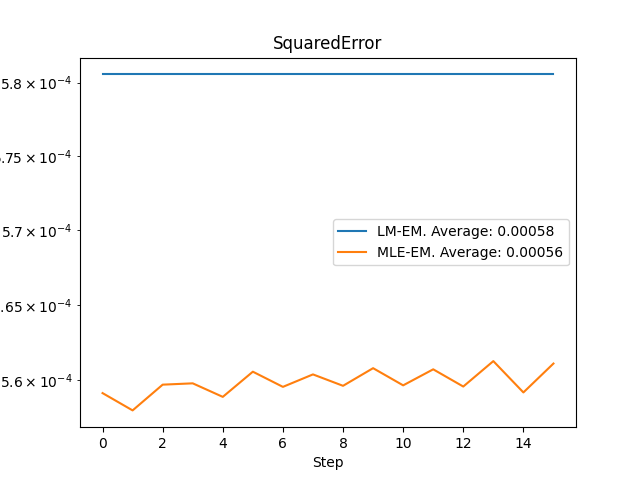 SquaredError
5.8 × 10⁻⁴
.75 × 10⁻⁴
5.7 × 10⁻⁴
.65 × 10⁻⁴
5.6 × 10⁻⁴
LM-EM. Average: 0.00058
MLE-EM. Average: 0.00056
0 2 4 6 8 10 12 14
Step